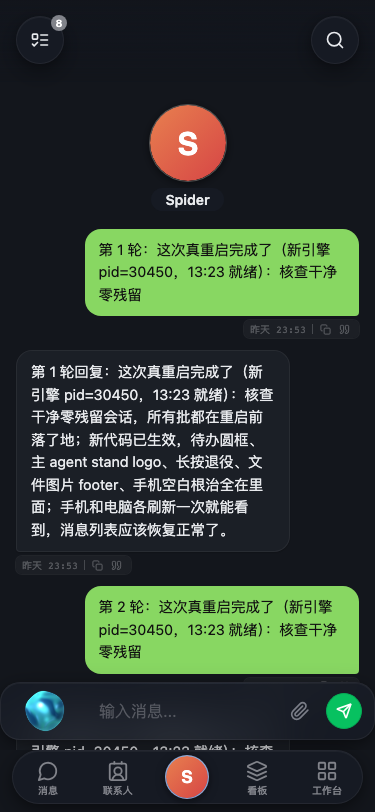 8
S
Spider
第 1 轮：这次真重启完成了（新引擎
pid=30450，13:23 就绪）：核查干净
零残留
昨天 23:53
第 1 轮回复：这次真重启完成了（新
引擎 pid=30450，13:23 就绪）：核查
干净零残留会话，所有批都在重启前
落了地；新代码已生效，待办圆框、
主 agent stand logo、长按退役、文
件图片 footer、手机空白根治全在里
面；手机和电脑各刷新一次就能看
到，消息列表应该恢复正常了。
昨天 23:53
第 2 轮：这次真重启完成了（新引擎
pid=30450，13:23 就绪）：核查干净
零残留
输入消息...
消息
联系人
S
看板
工作台